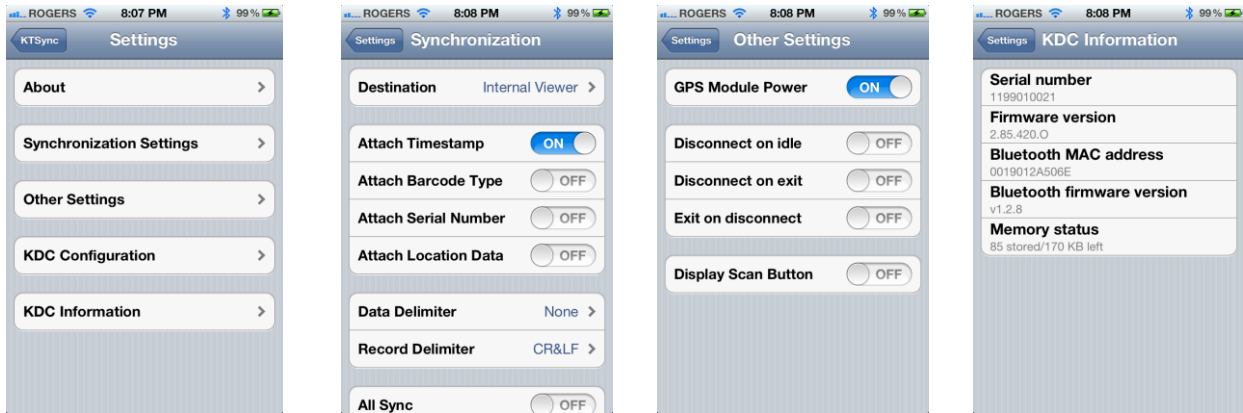 ROGERS 8:07 PM 99%
KTSync Settings
About
Synchronization Settings
Other Settings
KDC Configuration
KDC Information
ROGERS 8:08 PM 99%
Settings Synchronization
Destination Internal Viewer
Attach Timestamp ON
Attach Barcode Type OFF
Attach Serial Number OFF
Attach Location Data OFF
Data Delimiter None
Record Delimiter CR&LF
All Sync OFF
ROGERS 8:08 PM 99%
Settings Other Settings
GPS Module Power ON
Disconnect on idle OFF
Disconnect on exit OFF
Exit on disconnect OFF
Display Scan Button OFF
ROGERS 8:08 PM 99%
Settings KDC Information
Serial number
1199010021
Firmware version
2.85.420.O
Bluetooth MAC address
0019012A506E
Bluetooth firmware version
v1.2.8
Memory status
85 stored/170 KB left